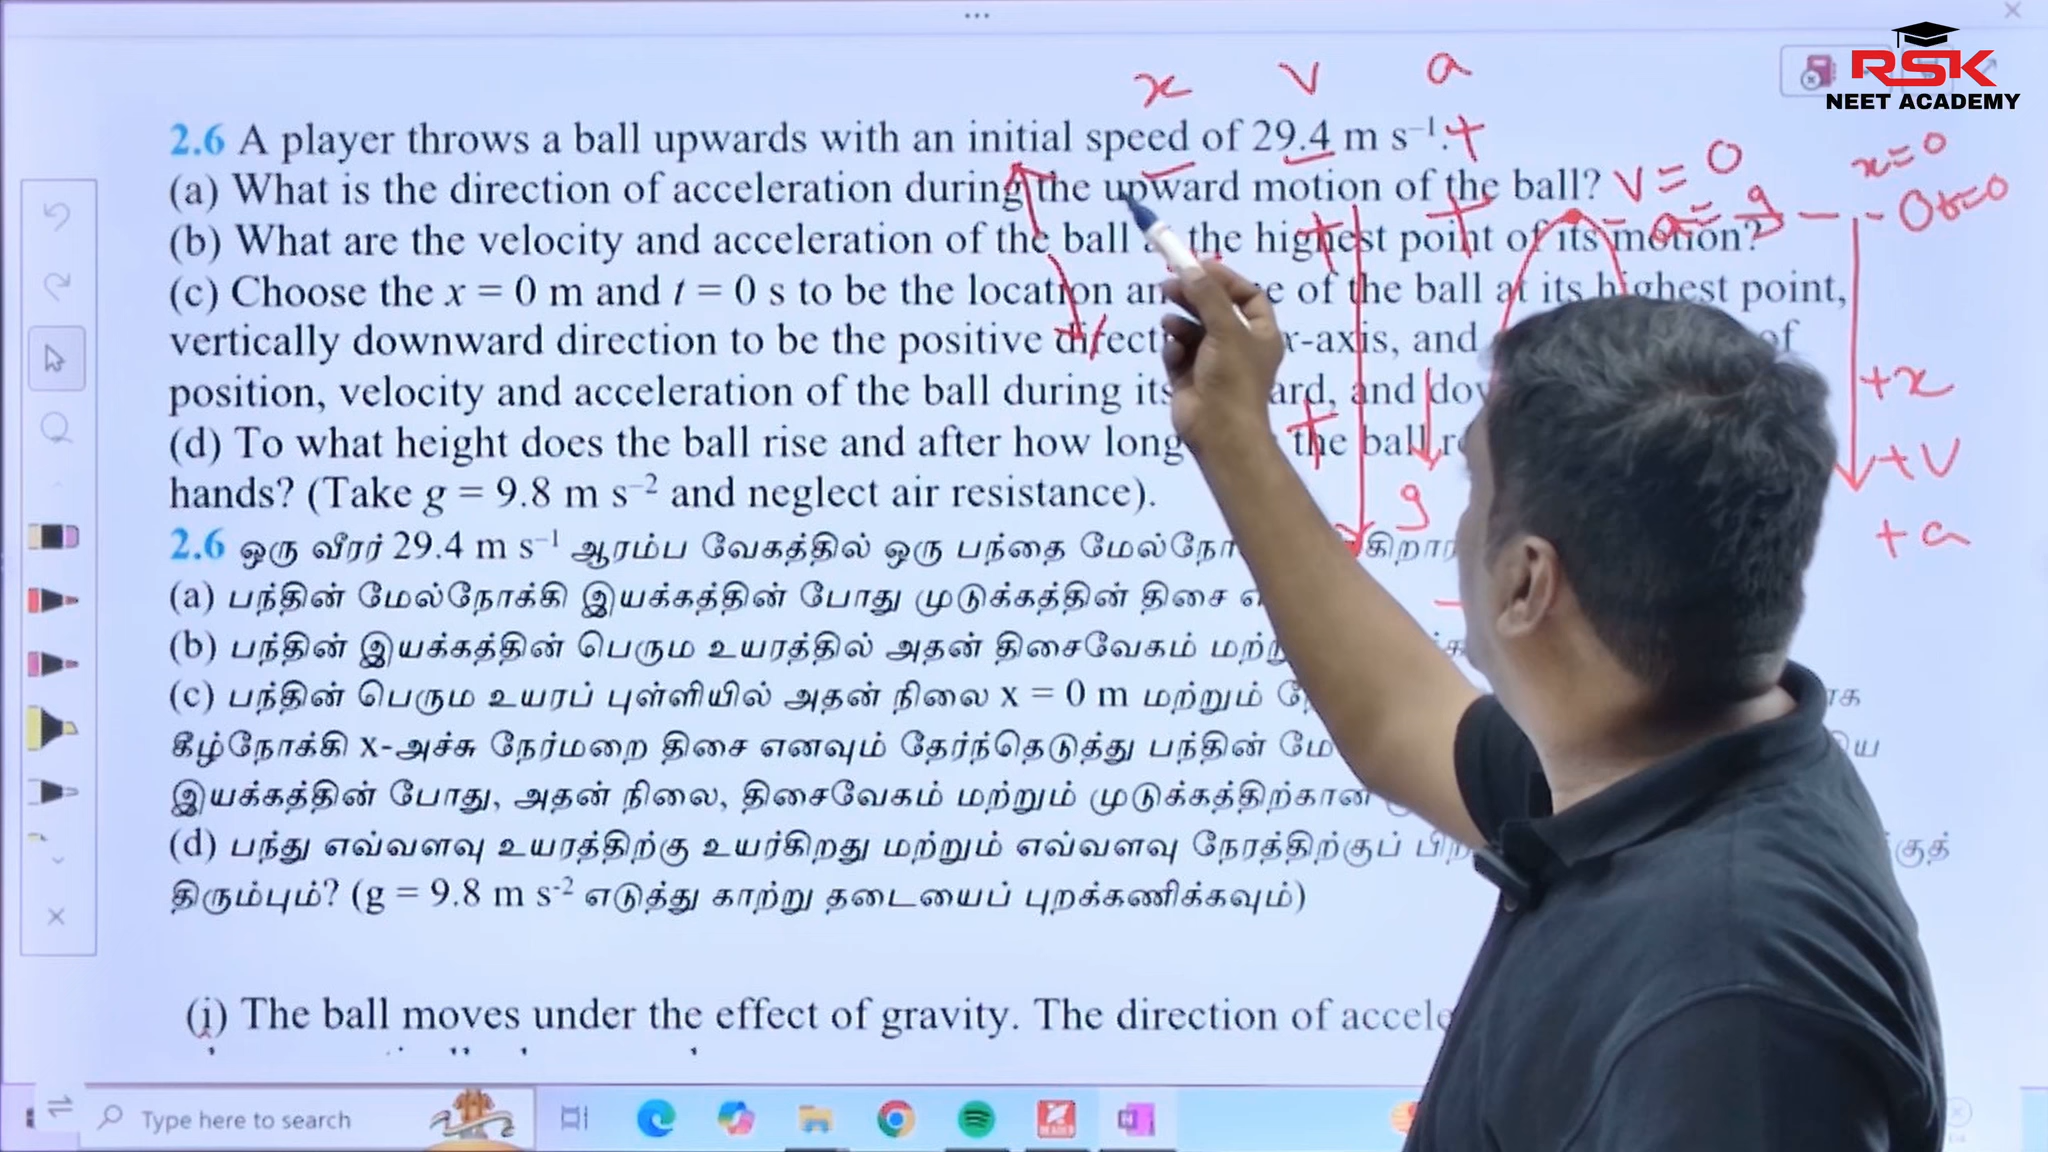 RSK
NEET ACADEMY
x v a
2.6 A player throws a ball upwards with an initial speed of 29.4 m s⁻¹. +
(a) What is the direction of acceleration during the upward motion of the ball? v = 0 x = 0
(b) What are the velocity and acceleration of the ball the highest point of its motion? + + a = g t=0
(c) Choose the x = 0 m and t = 0 s to be the location of the ball at its highest point,
vertically downward direction to be the positive x-axis, and of
position, velocity and acceleration of the ball during its and +x
(d) To what height does the ball rise and after how long + the ball +v
hands? (Take g = 9.8 m s⁻² and neglect air resistance). g +a
2.6 ஒரு வீரர் 29.4 m s⁻¹ ஆரம்ப வேகத்தில் ஒரு பந்தை
(a) பந்தின் மேல்நோக்கி இயக்கத்தின் போது முடுக்கத்தின் திசை
(b) பந்தின் இயக்கத்தின் பெரும உயரத்தில் அதன் திசைவேகம்
(c) பந்தின் பெரும உயரப் புள்ளியில் அதன் நிலை x = 0 m மற்றும்
கீழ்நோக்கி x-அச்சு நேர்மறை திசை எனவும் தேர்ந்தெடுத்து பந்தின்
இயக்கத்தின் போது, அதன் நிலை, திசைவேகம் மற்றும் முடுக்கத்திற்கான
(d) பந்து எவ்வளவு உயரத்திற்கு உயர்கிறது மற்றும் எவ்வளவு நேரத்திற்குப்
திரும்பும்? (g = 9.8 m s⁻² எடுத்து காற்று தடையைப் புறக்கணிக்கவும்)
(i) The ball moves under the effect of gravity. The direction of
Type here to search